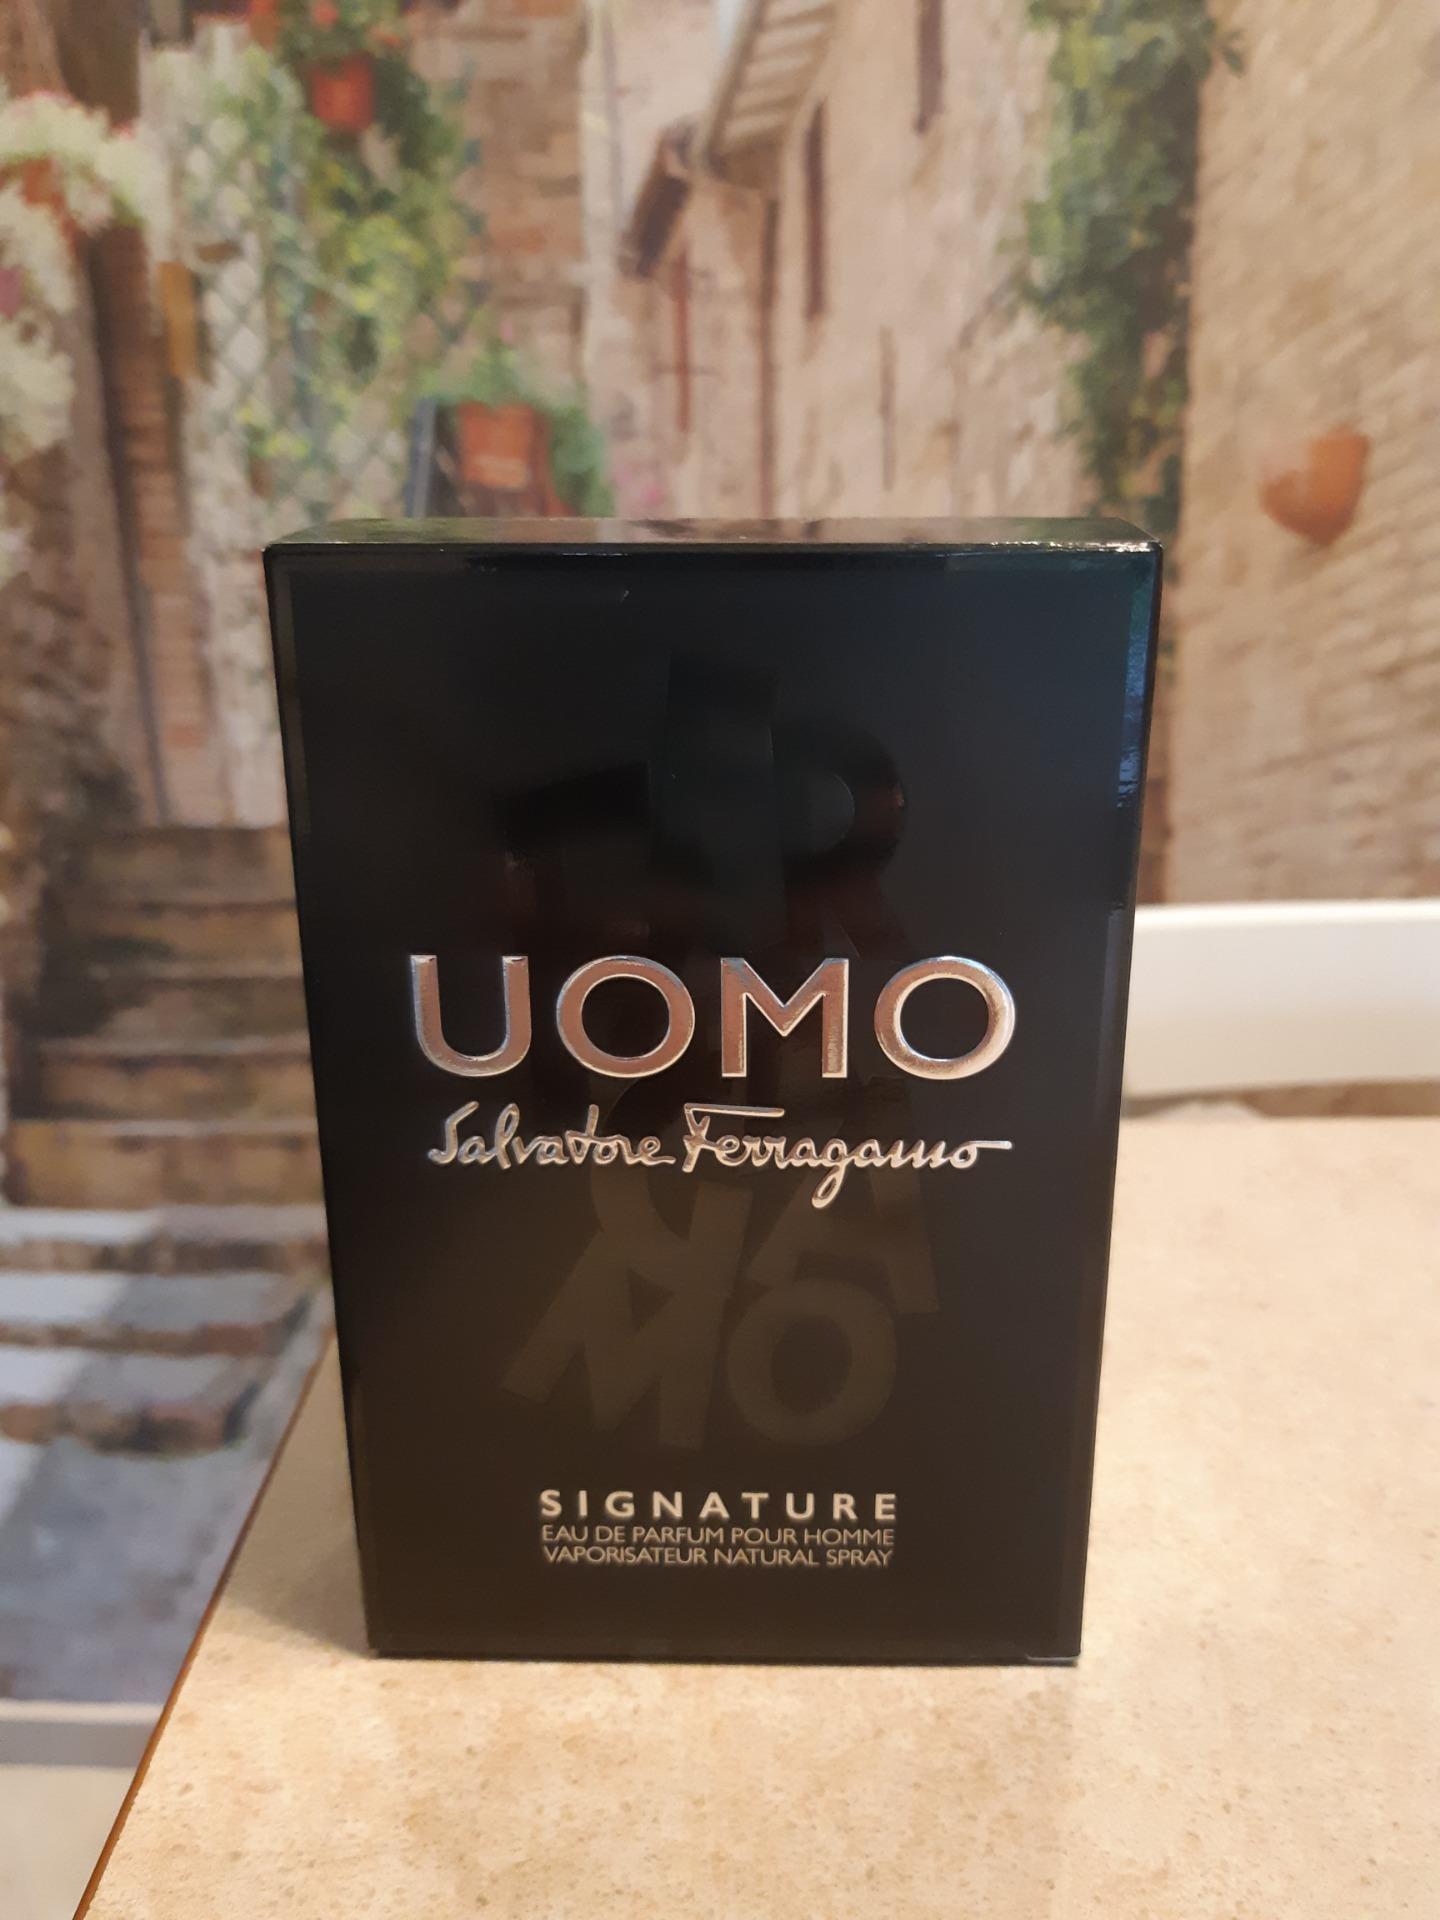 UOMO
Salvatore Ferragamo
SIGNATURE
EAU DE PARFUM POUR HOMME
VAPORISATEUR NATURAL SPRAY